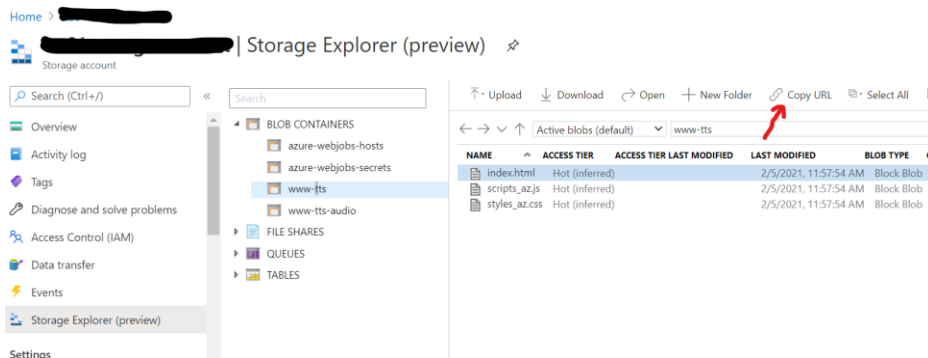 Home >
| Storage Explorer (preview)
Storage account
Search (Ctrl+/)
«
Overview
Activity log
Tags
Diagnose and solve problems
Access Control (IAM)
Data transfer
Events
Storage Explorer (preview)
Settings
Search
BLOB CONTAINERS
azure-webjobs-hosts
azure-webjobs-secrets
www-tts
www-tts-audio
FILE SHARES
QUEUES
TABLES
Upload Download Open New Folder Copy URL Select All
Active blobs (default) www-tts
NAME ACCESS TIER ACCESS TIER LAST MODIFIED LAST MODIFIED BLOB TYPE
index.html Hot (inferred) 2/5/2021, 11:57:54 AM Block Blob
scripts_az.js Hot (inferred) 2/5/2021, 11:57:54 AM Block Blob
styles_az.css Hot (inferred) 2/5/2021, 11:57:54 AM Block Blob